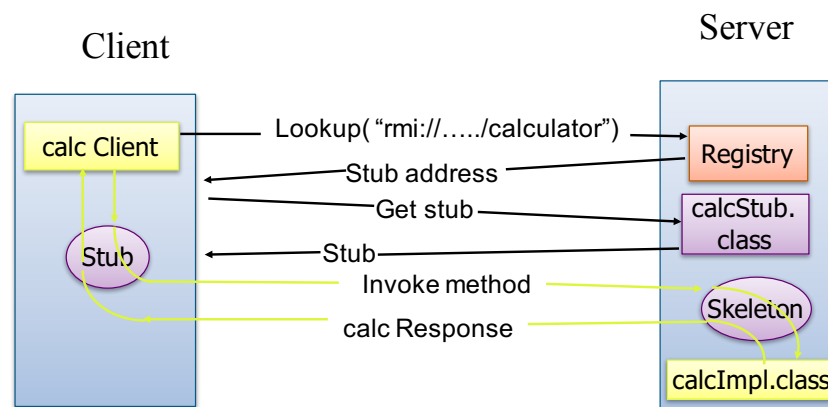 Client
Server
calc Client
Lookup( “rmi://…../calculator”)
Registry
Stub address
Get stub
calcStub.
class
Stub
Stub
Invoke method
Skeleton
calc Response
calcImpl.class